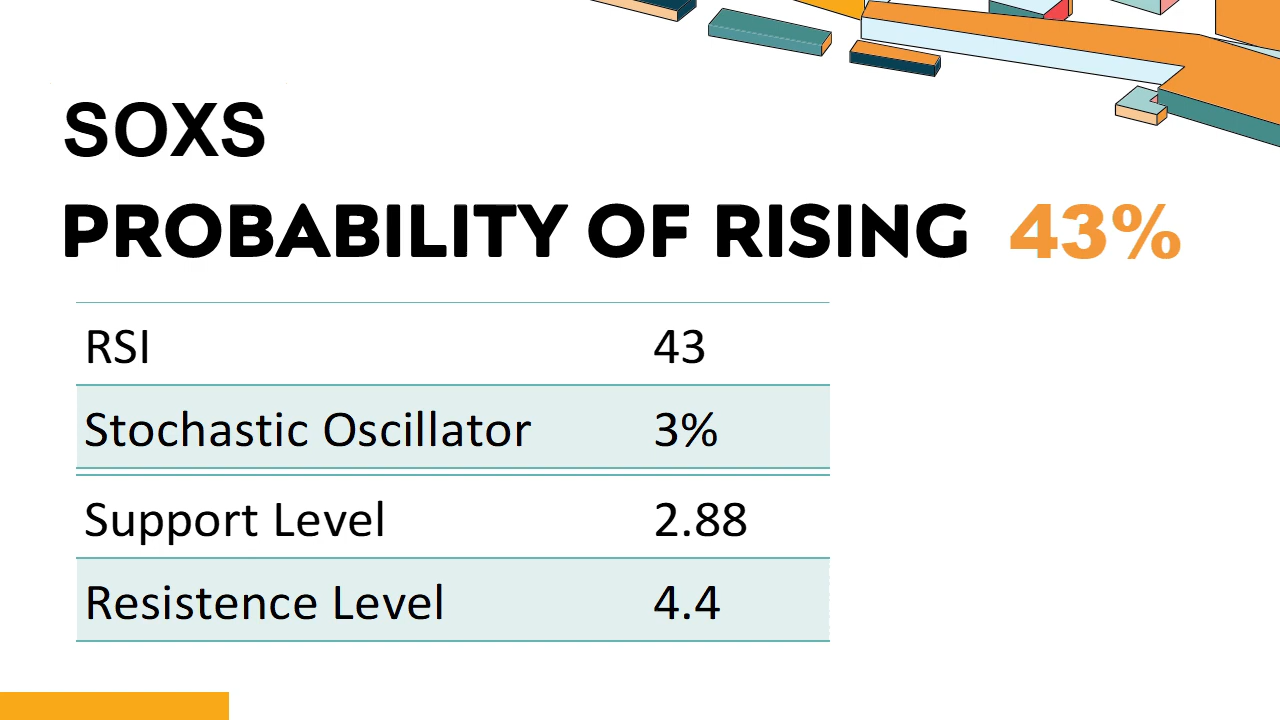 SOXS
PROBABILITY OF RISING 43%
RSI 43
Stochastic Oscillator 3%
Support Level 2.88
Resistence Level 4.4